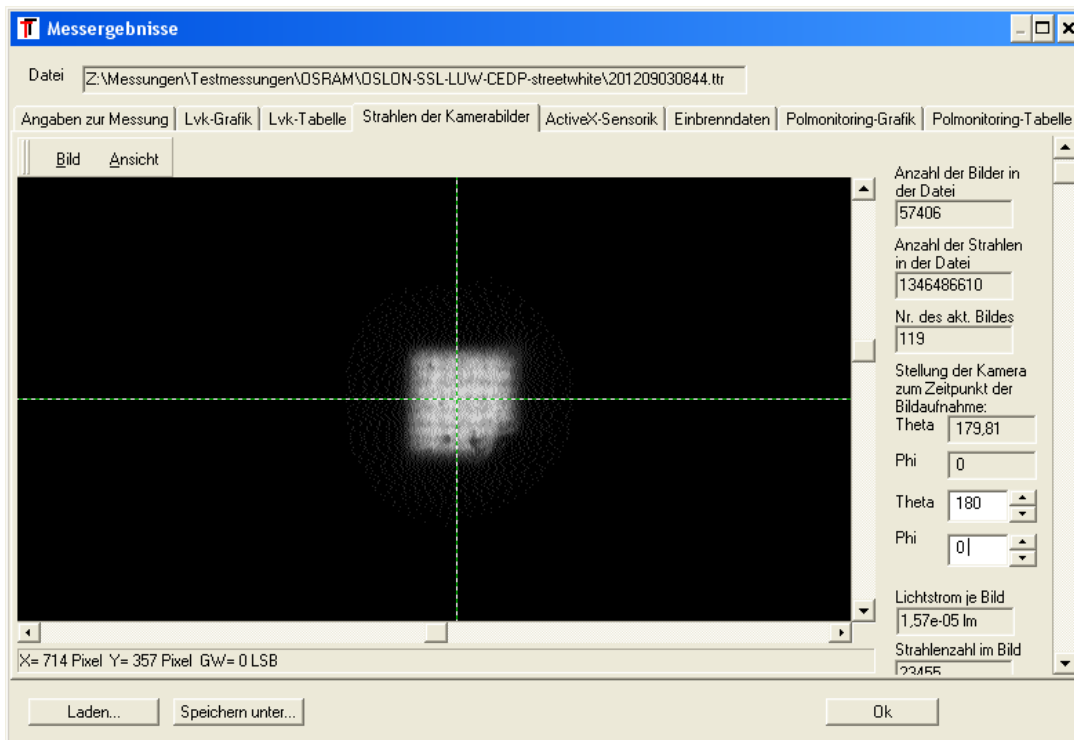 Messergebnisse
Datei Z:\Messungen\Testmessungen\OSRAM\OSLON-SSL-LUW-CEDP-streetwhite\201209030844.ttr
Angaben zur Messung Lvk-Grafik Lvk-Tabelle Strahlen der Kamerabilder ActiveX-Sensorik Einbrenndaten Polmonitoring-Grafik Polmonitoring-Tabelle
Bild Ansicht
Anzahl der Bilder in
der Datei
57406
Anzahl der Strahlen
in der Datei
1346486610
Nr. des akt. Bildes
119
Stellung der Kamera
zum Zeitpunkt der
Bildaufnahme:
Theta 179,81
Phi 0
Theta 180
Phi 0
Lichtstrom je Bild
1,57e-05 lm
Strahlenzahl im Bild
23455
X= 714 Pixel Y= 357 Pixel GW= 0 LSB
Laden... Speichern unter... Ok